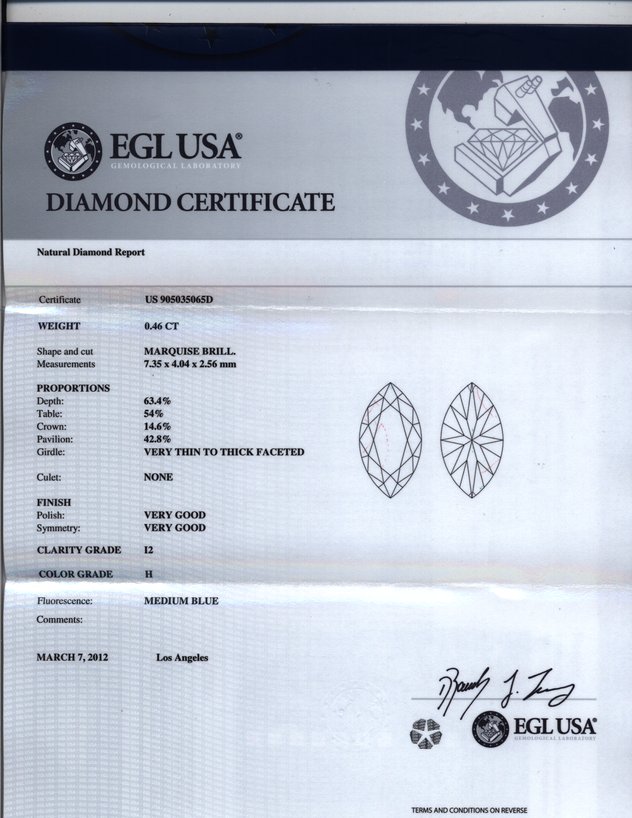 EGL USA®
GEMOLOGICAL LABORATORY
DIAMOND CERTIFICATE
Natural Diamond Report
Certificate US 905035065D
WEIGHT 0.46 CT
Shape and cut MARQUISE BRILL.
Measurements 7.35 x 4.04 x 2.56 mm
PROPORTIONS
Depth: 63.4%
Table: 54%
Crown: 14.6%
Pavilion: 42.8%
Girdle: VERY THIN TO THICK FACETED
Culet: NONE
FINISH
Polish: VERY GOOD
Symmetry: VERY GOOD
CLARITY GRADE I2
COLOR GRADE H
Fluorescence: MEDIUM BLUE
Comments:
MARCH 7, 2012 Los Angeles
EGL USA®
GEMOLOGICAL LABORATORY
TERMS AND CONDITIONS ON REVERSE